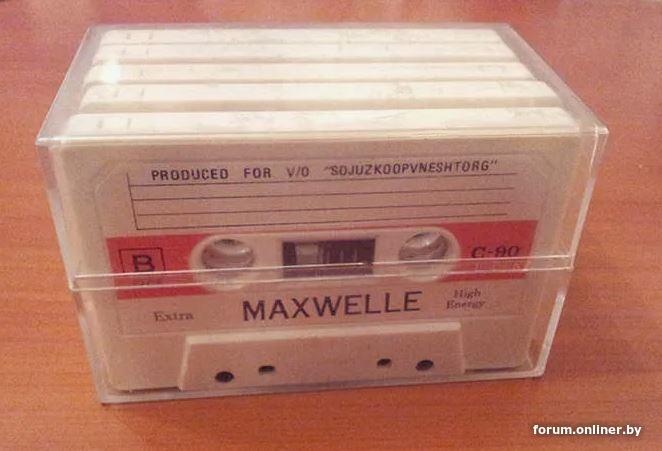 PRODUCED FOR V/O "SOJUZKOOPVNESHTORG"
B
C-90
Extra
MAXWELLE
High
Energy
forum.onliner.by